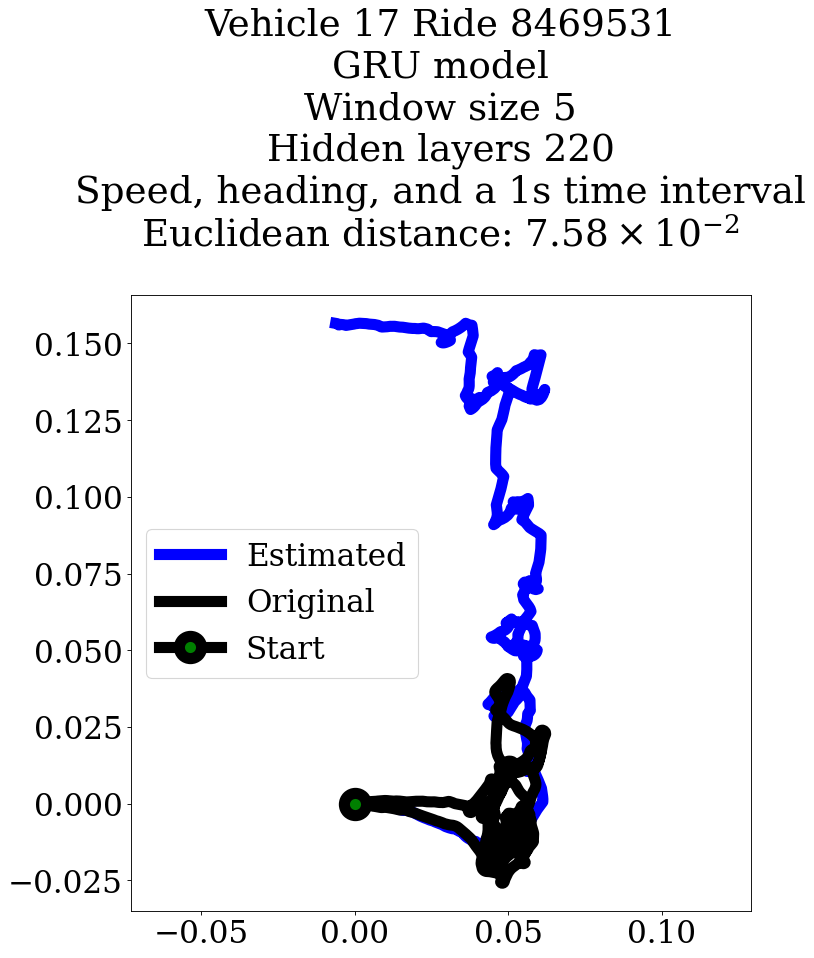 Vehicle 17 Ride 8469531
GRU model
Window size 5
Hidden layers 220
Speed, heading, and a 1s time interval
Euclidean distance: 7.58 × 10⁻²
0.150
0.125
0.100
0.075
0.050
0.025
0.000
−0.025
Estimated
Original
Start
−0.05 0.00 0.05 0.10